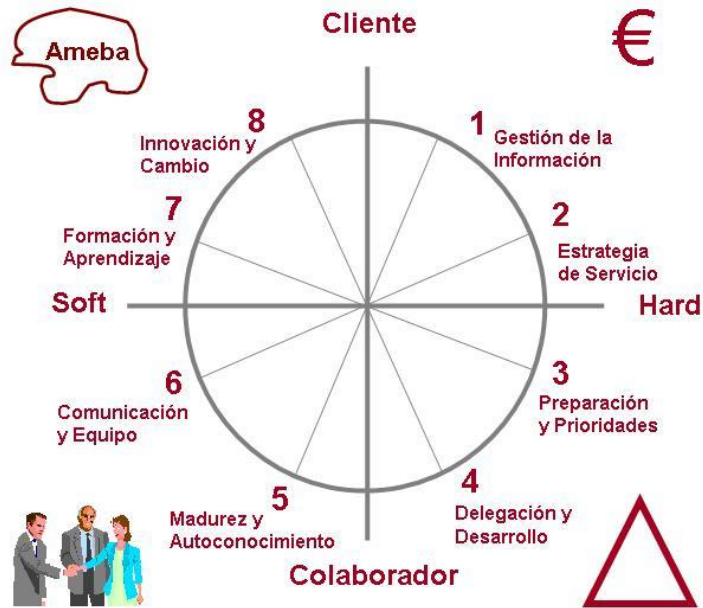 Cliente
€
Ameba
8
Innovación y
Cambio
1
Gestión de la
Información
7
Formación y
Aprendizaje
2
Estrategia
de Servicio
Soft
Hard
6
Comunicación
y Equipo
3
Preparación
y Prioridades
5
Madurez y
Autoconocimiento
4
Delegación y
Desarrollo
Colaborador